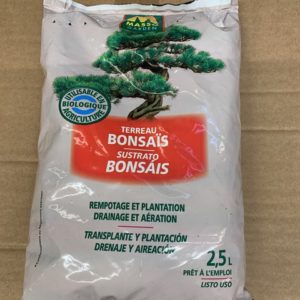 MASSÓ
GARDEN
UTILISABLE EN
BIOLOGIQUE
AGRICULTURE
TERREAU
BONSAÏS
SUSTRATO
BONSÁIS
REMPOTAGE ET PLANTATION
DRAINAGE ET AÉRATION
TRANSPLANTE Y PLANTACIÓN
DRENAJE Y AIREACIÓN
2,5 L
PRÊT À L'EMPLOI
LISTO USO